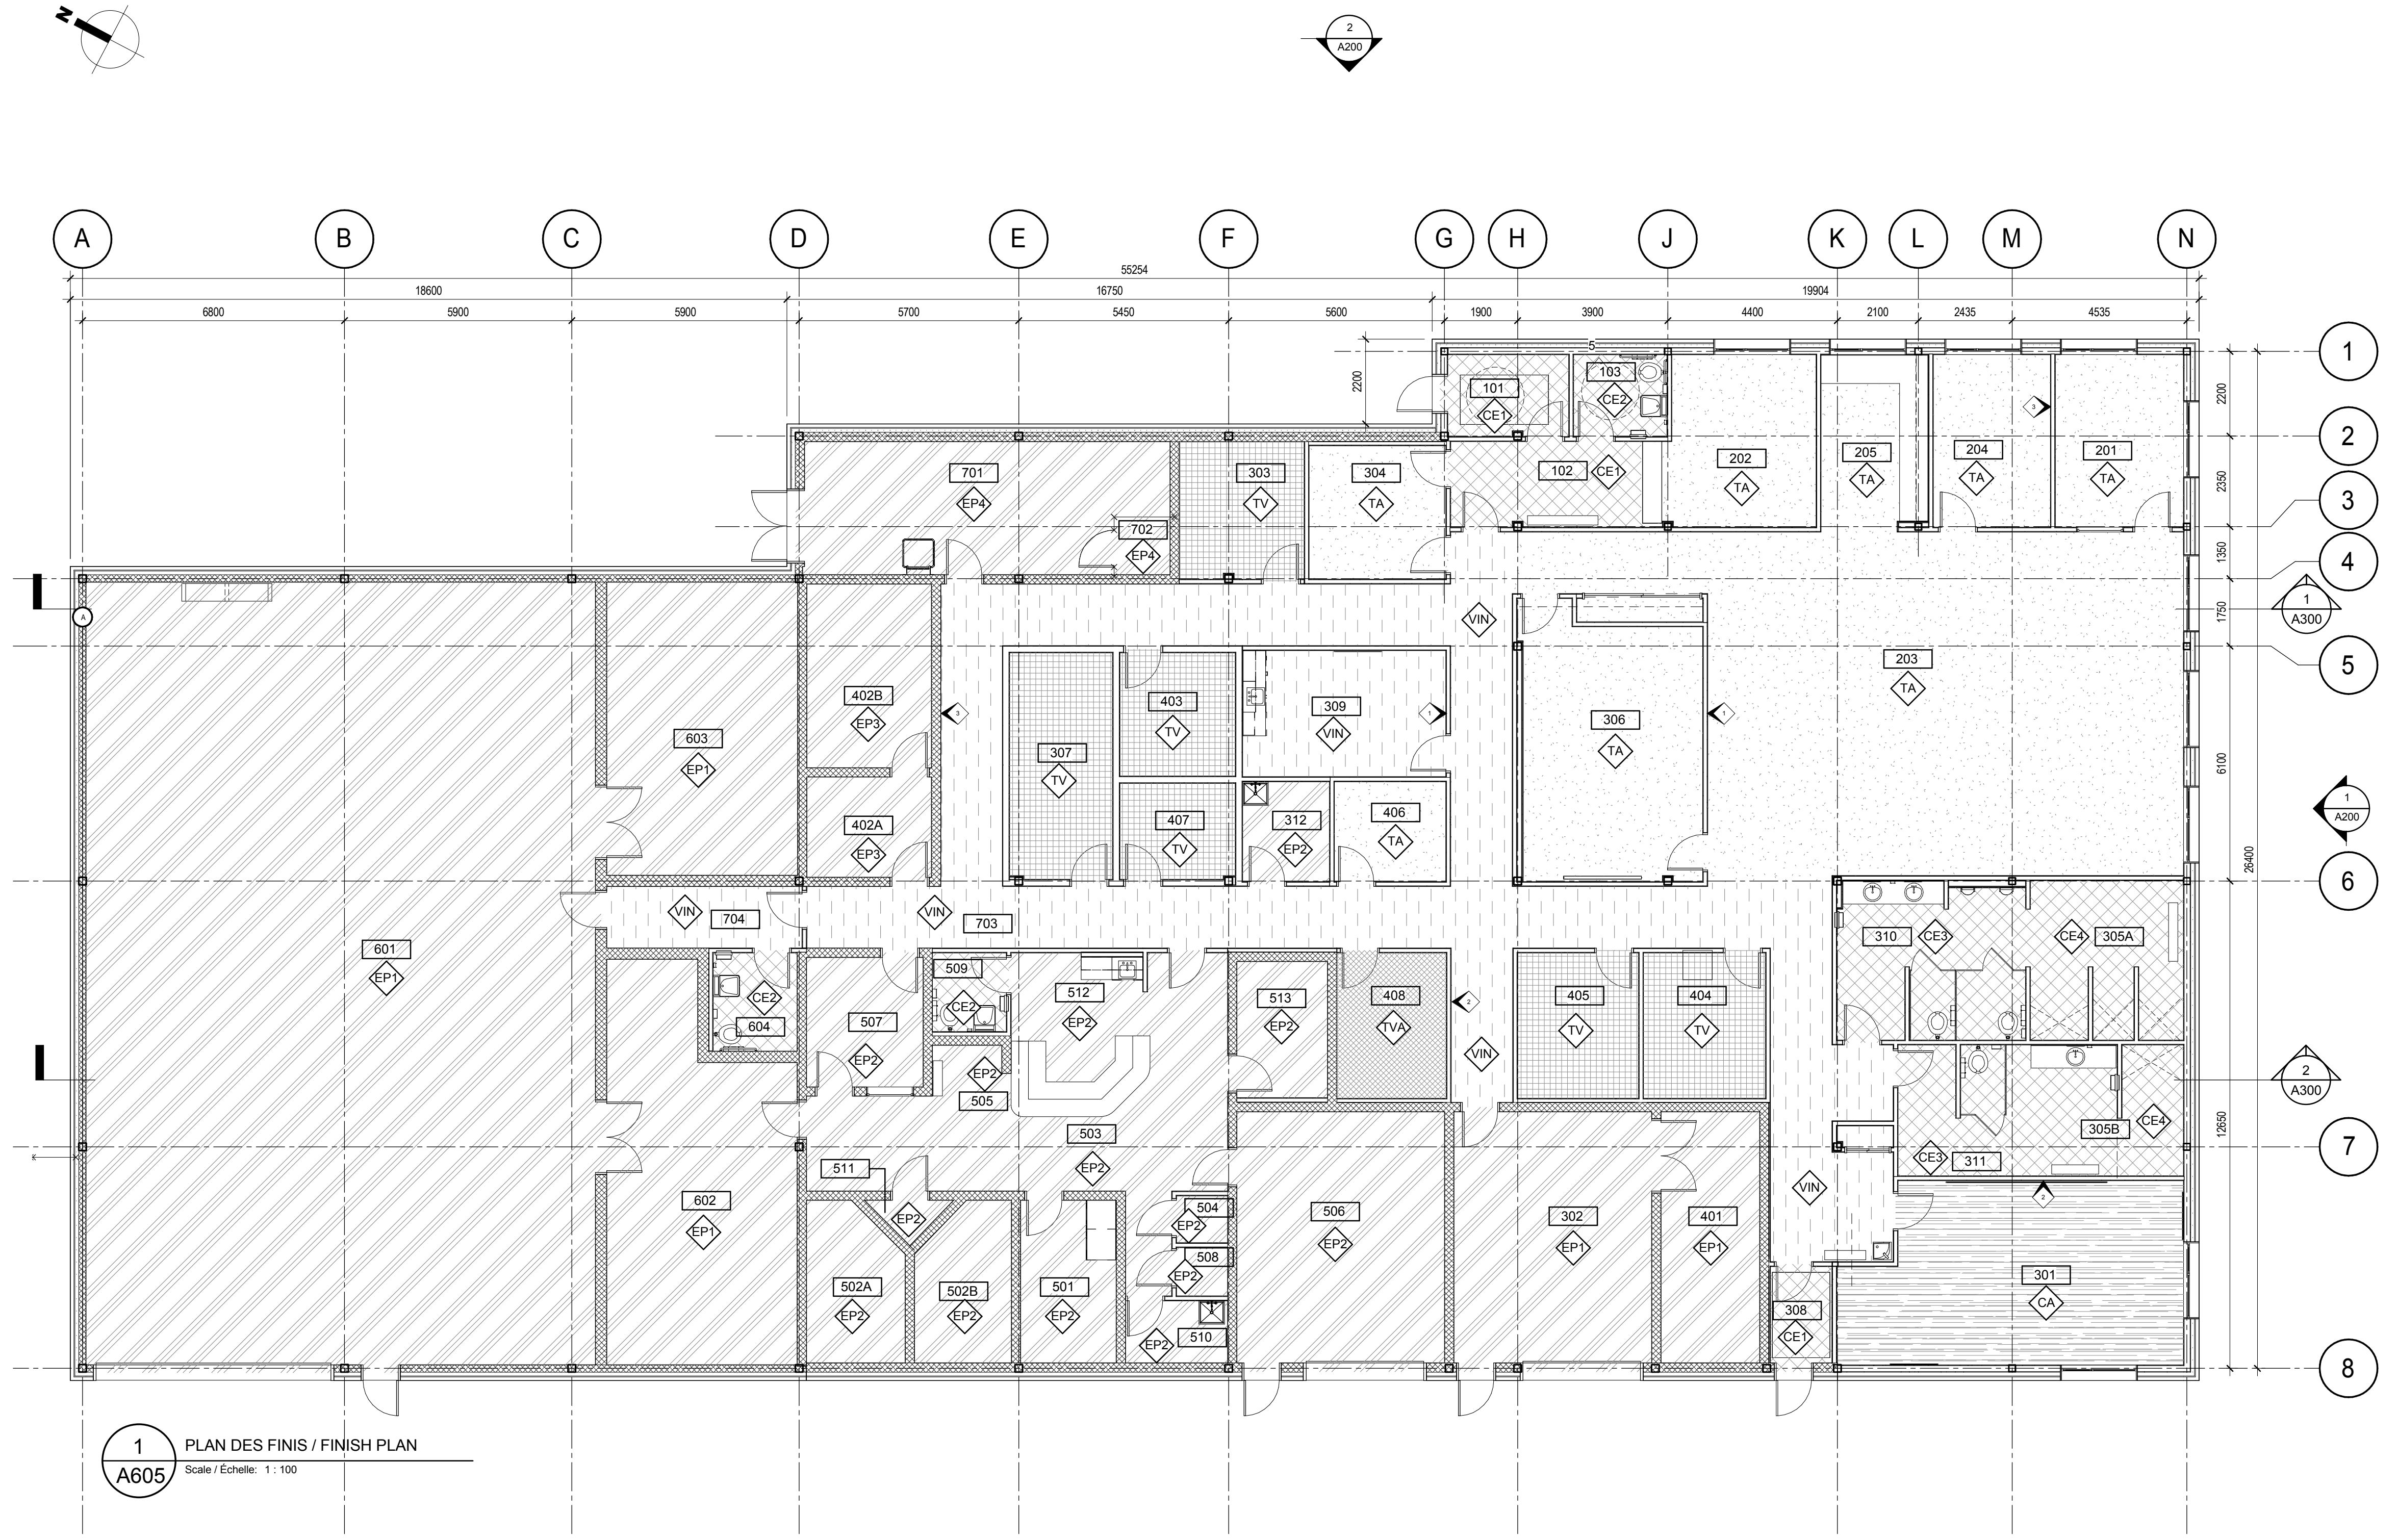 N
2
A200
A B C D E F G H J K L M N
55254
18600 16750 19904
6800 5900 5900 5700 5450 5600 1900 3900 4400 2100 2435 4535
5
1
2200
2200
101
CE1
103
CE2
3
2
701
EP4
303
TV
304
TA
102
CE1
202
TA
205
TA
204
TA
201
TA
2350
3
702
EP4
1350
4
A
VIN
1750
1
A300
203
TA
5
402B
EP3
3
403
TV
309
VIN
1
306
TA
1
603
EP1
307
TV
6100
402A
EP3
407
TV
312
EP2
406
TA
1
A200
26400
6
VIN
704
VIN
703
601
EP1
310
CE3
CE4
305A
509
CE2
CE2
604
507
EP2
512
EP2
513
EP2
408
TVA
2
405
TV
404
TV
EP2
505
VIN
2
A300
503
EP2
12650
305B
CE4
7
CE3
311
511
VIN
2
602
EP1
EP2
504
EP2
506
EP2
302
EP1
401
EP1
508
EP2
502A
EP2
502B
EP2
501
EP2
301
CA
510
EP2
308
CE1
8
1
A605
PLAN DES FINIS / FINISH PLAN
Scale / Échelle: 1 : 100